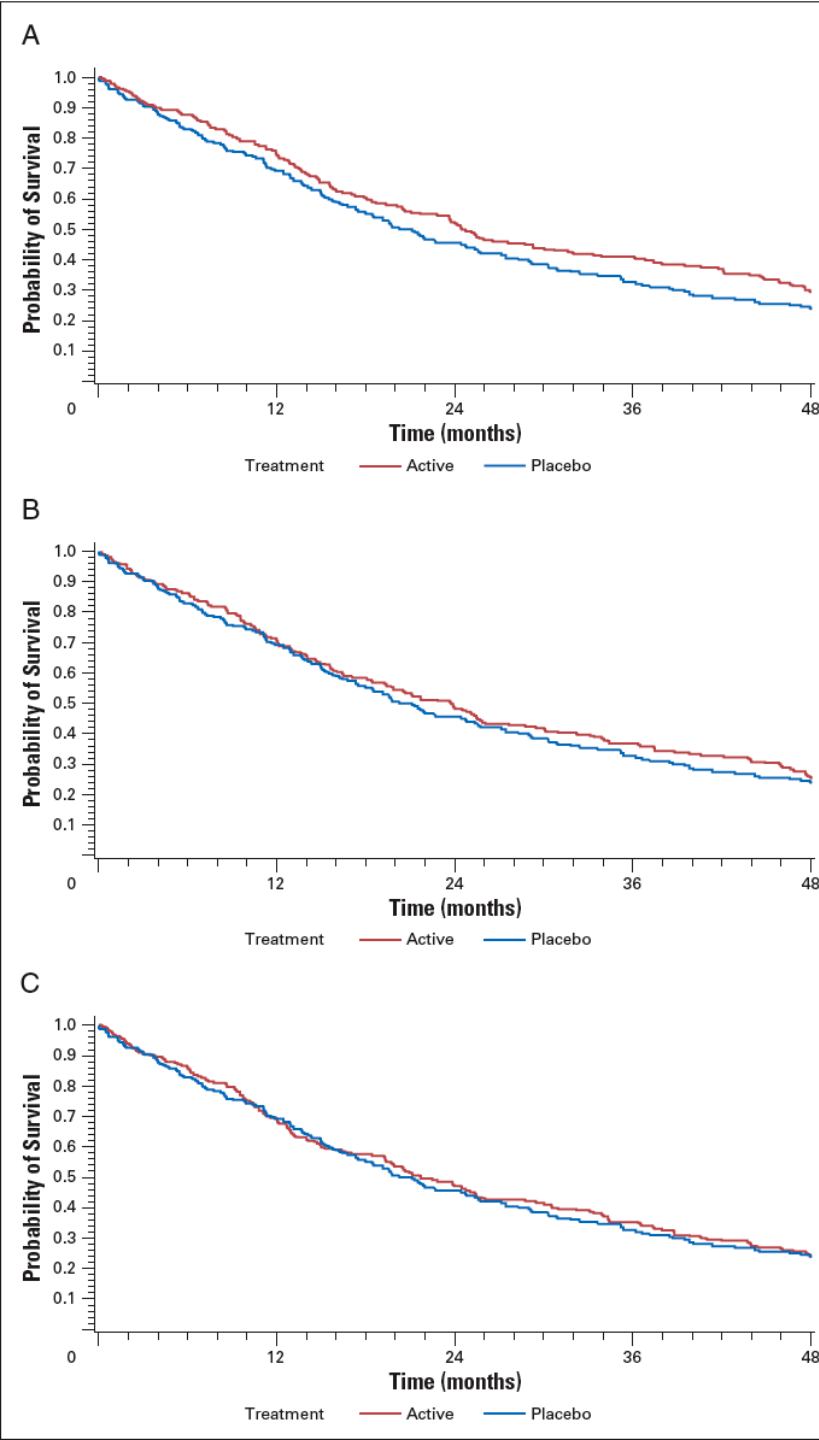 A
Probability of Survival
1.0
0.9
0.8
0.7
0.6
0.5
0.4
0.3
0.2
0.1
0 12 24 36 48
Time (months)
Treatment Active Placebo
B
Probability of Survival
1.0
0.9
0.8
0.7
0.6
0.5
0.4
0.3
0.2
0.1
0 12 24 36 48
Time (months)
Treatment Active Placebo
C
Probability of Survival
1.0
0.9
0.8
0.7
0.6
0.5
0.4
0.3
0.2
0.1
0 12 24 36 48
Time (months)
Treatment Active Placebo